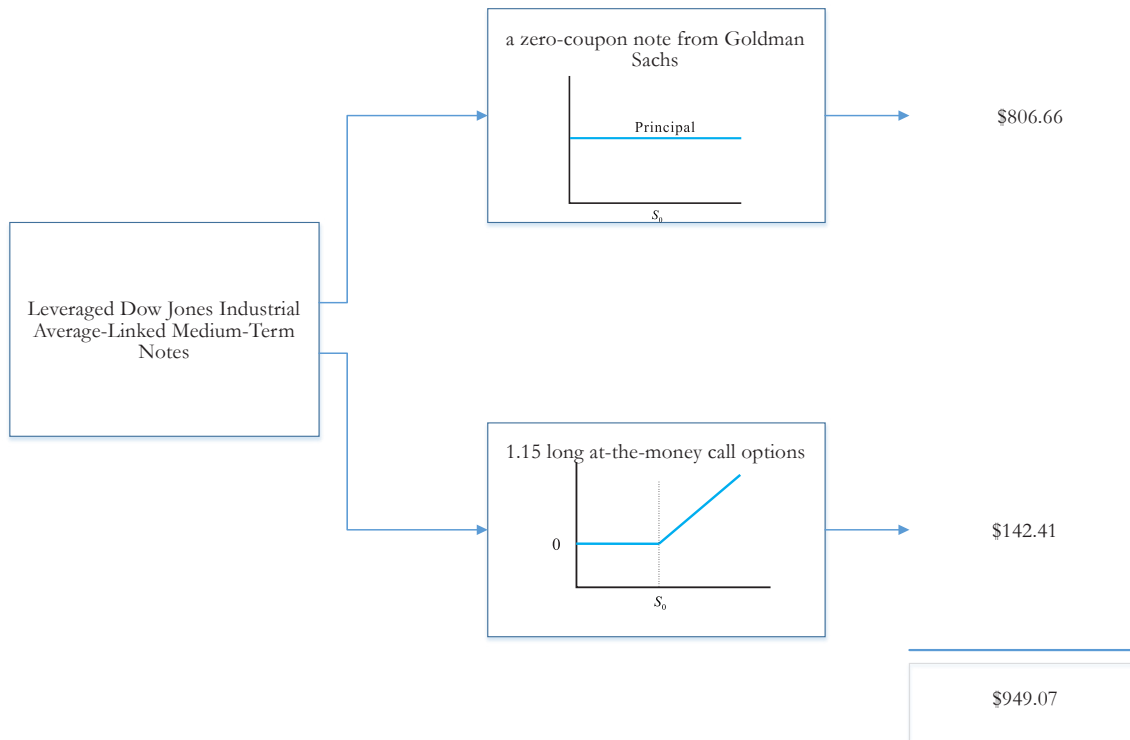 a zero-coupon note from Goldman
Sachs
Principal
S₀
$806.66
Leveraged Dow Jones Industrial
Average-Linked Medium-Term
Notes
1.15 long at-the-money call options
0
S₀
$142.41
$949.07